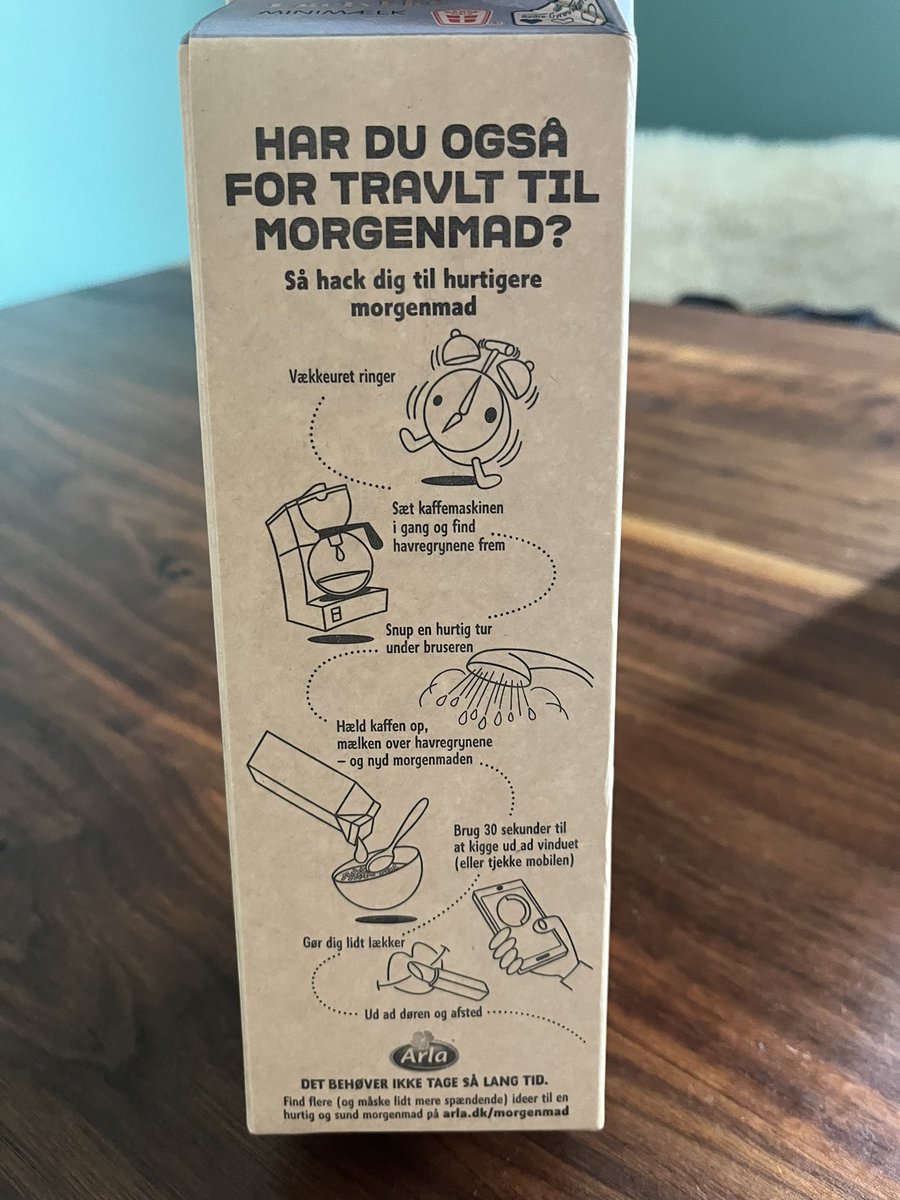 MINIMÆLK
HAR DU OGSÅ
FOR TRAVLT TIL
MORGENMAD?
Så hack dig til hurtigere
morgenmad
Vækkeuret ringer
Sæt kaffemaskinen
i gang og find
havregrynene frem
Snup en hurtig tur
under bruseren
Hæld kaffen op,
mælken over havregrynene
– og nyd morgenmaden
Brug 30 sekunder til
at kigge ud ad vinduet
(eller tjekke mobilen)
Gør dig lidt lækker
Ud ad døren og afsted
Arla
DET BEHØVER IKKE TAGE SÅ LANG TID.
Find flere (og måske lidt mere spændende) ideer til en
hurtig og sund morgenmad på arla.dk/morgenmad